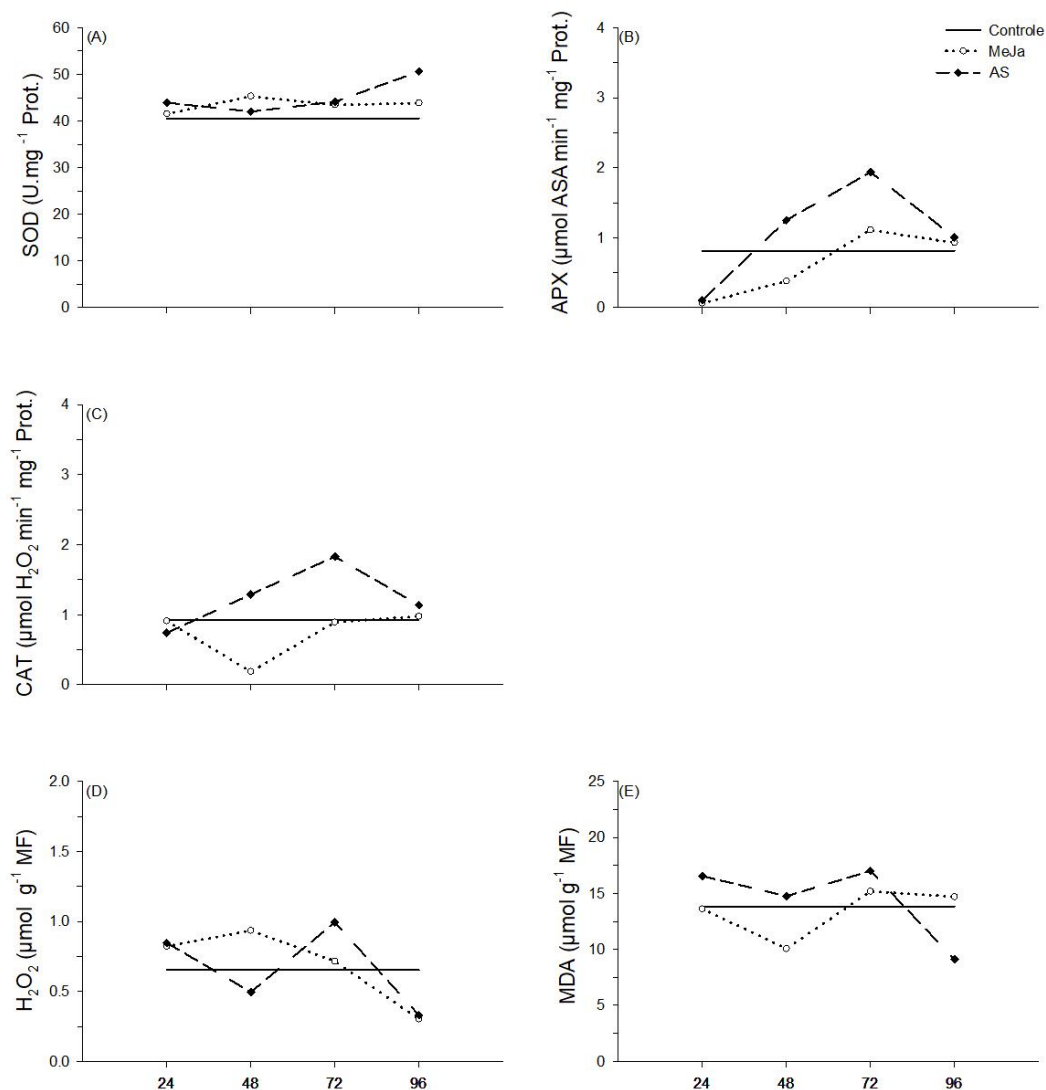 (A)
SOD (U.mg ⁻¹ Prot.)
60
50
40
30
20
10
0
(B)
APX (µmol ASA min⁻¹ mg⁻¹ Prot.)
4
3
2
1
0
Controle
MeJa
AS
(C)
CAT (µmol H₂O₂ min⁻¹ mg⁻¹ Prot.)
4
3
2
1
0
(D)
H₂O₂ (µmol g⁻¹ MF)
2.0
1.5
1.0
0.5
0.0
24 48 72 96
(E)
MDA (µmol g⁻¹ MF)
25
20
15
10
5
0
24 48 72 96